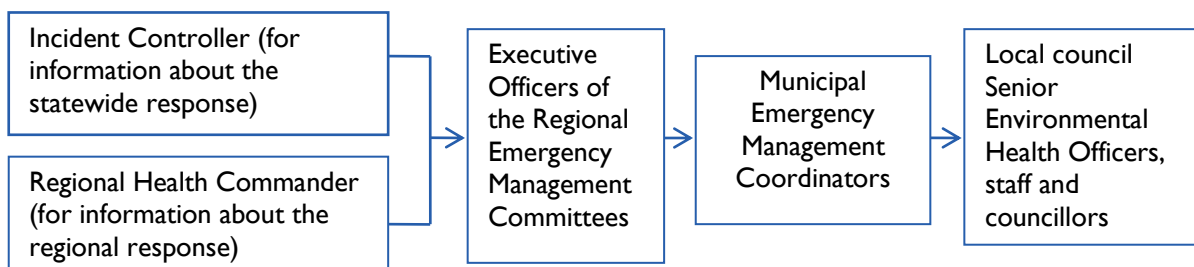 Incident Controller (for
information about the
statewide response)
Regional Health Commander
(for information about the
regional response)
Executive
Officers of
the Regional
Emergency
Management
Committees
Municipal
Emergency
Management
Coordinators
Local council
Senior
Environmental
Health Officers,
staff and
councillors